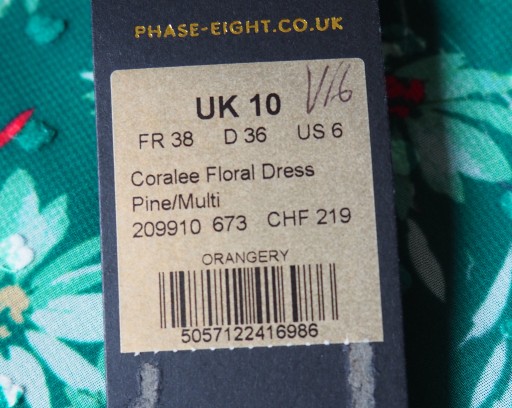 PHASE-EIGHT.CO.UK
UK 10
FR 38 D 36 US 6
Coralee Floral Dress
Pine/Multi
209910 673 CHF 219
ORANGERY
5057122416986